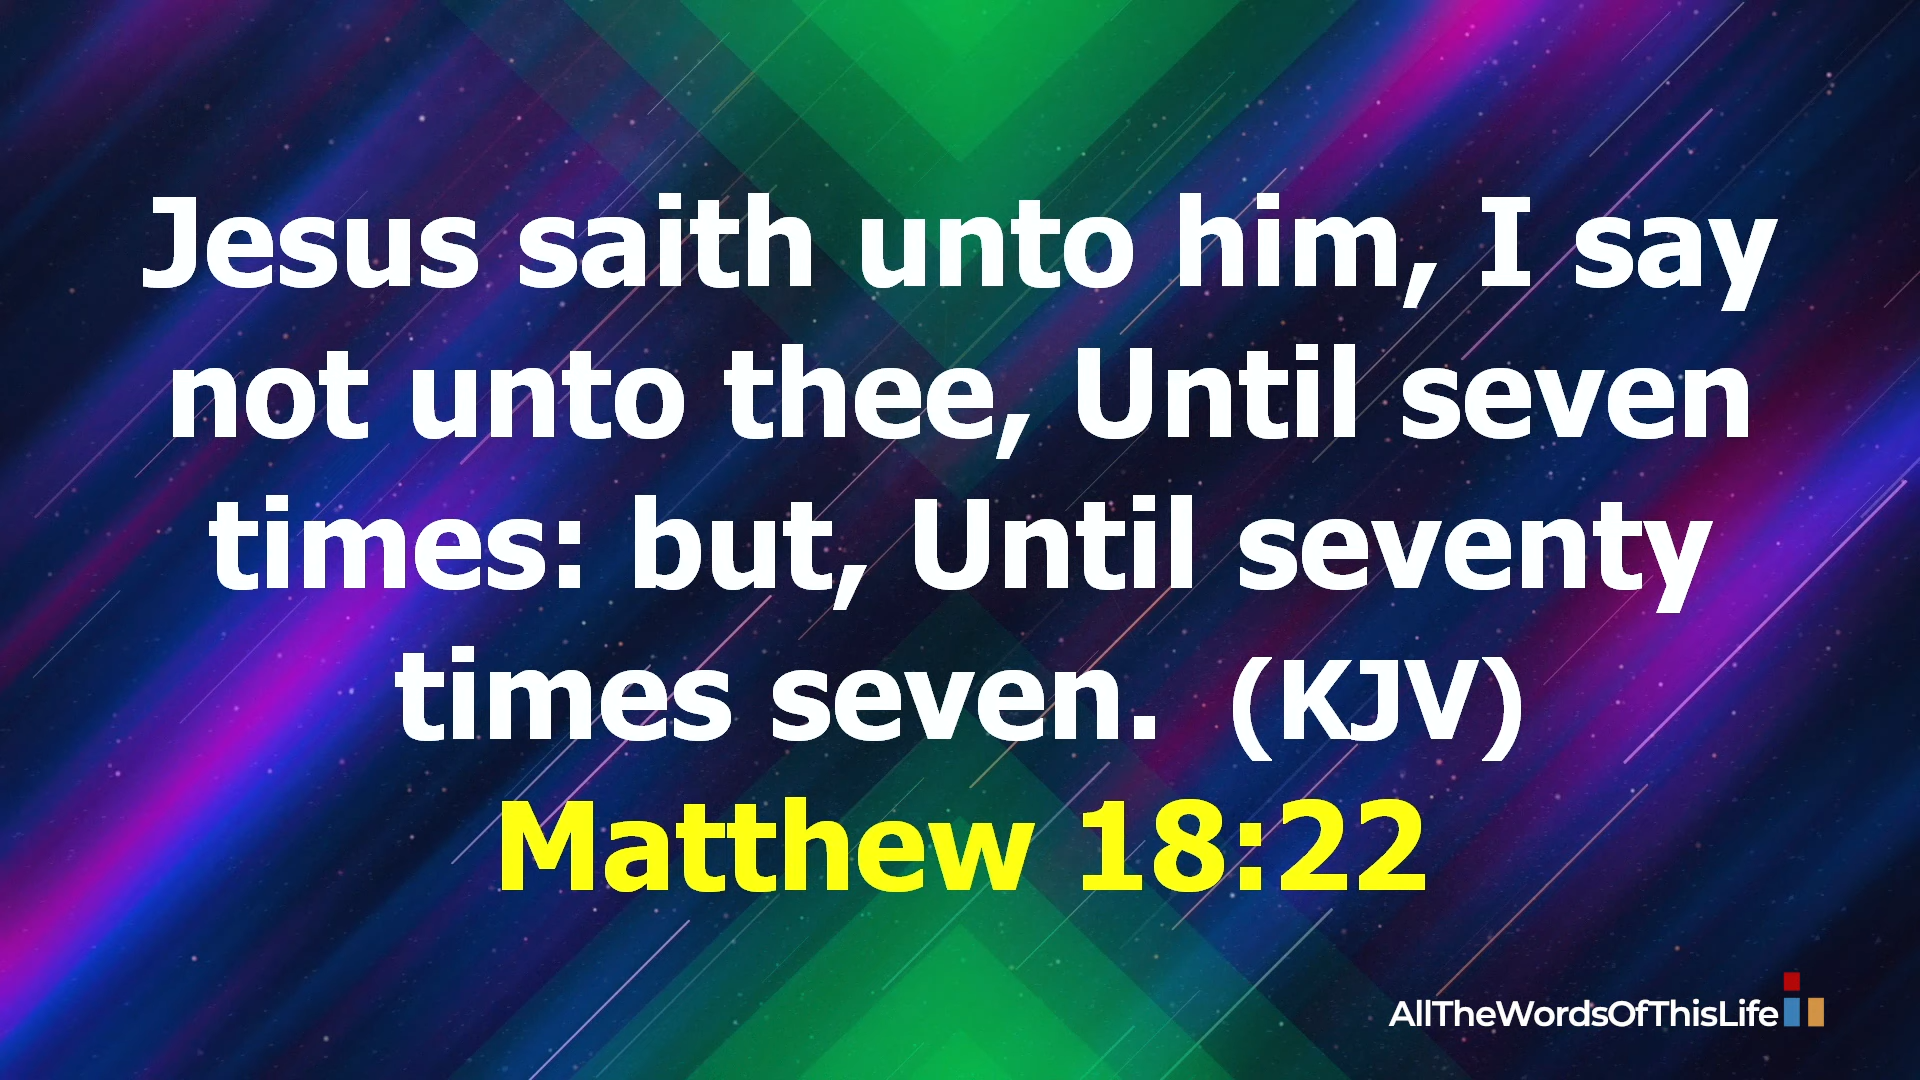 Jesus saith unto him, I say
not unto thee, Until seven
times: but, Until seventy
times seven.  (KJV)
Matthew 18:22
AllTheWordsOfThisLife